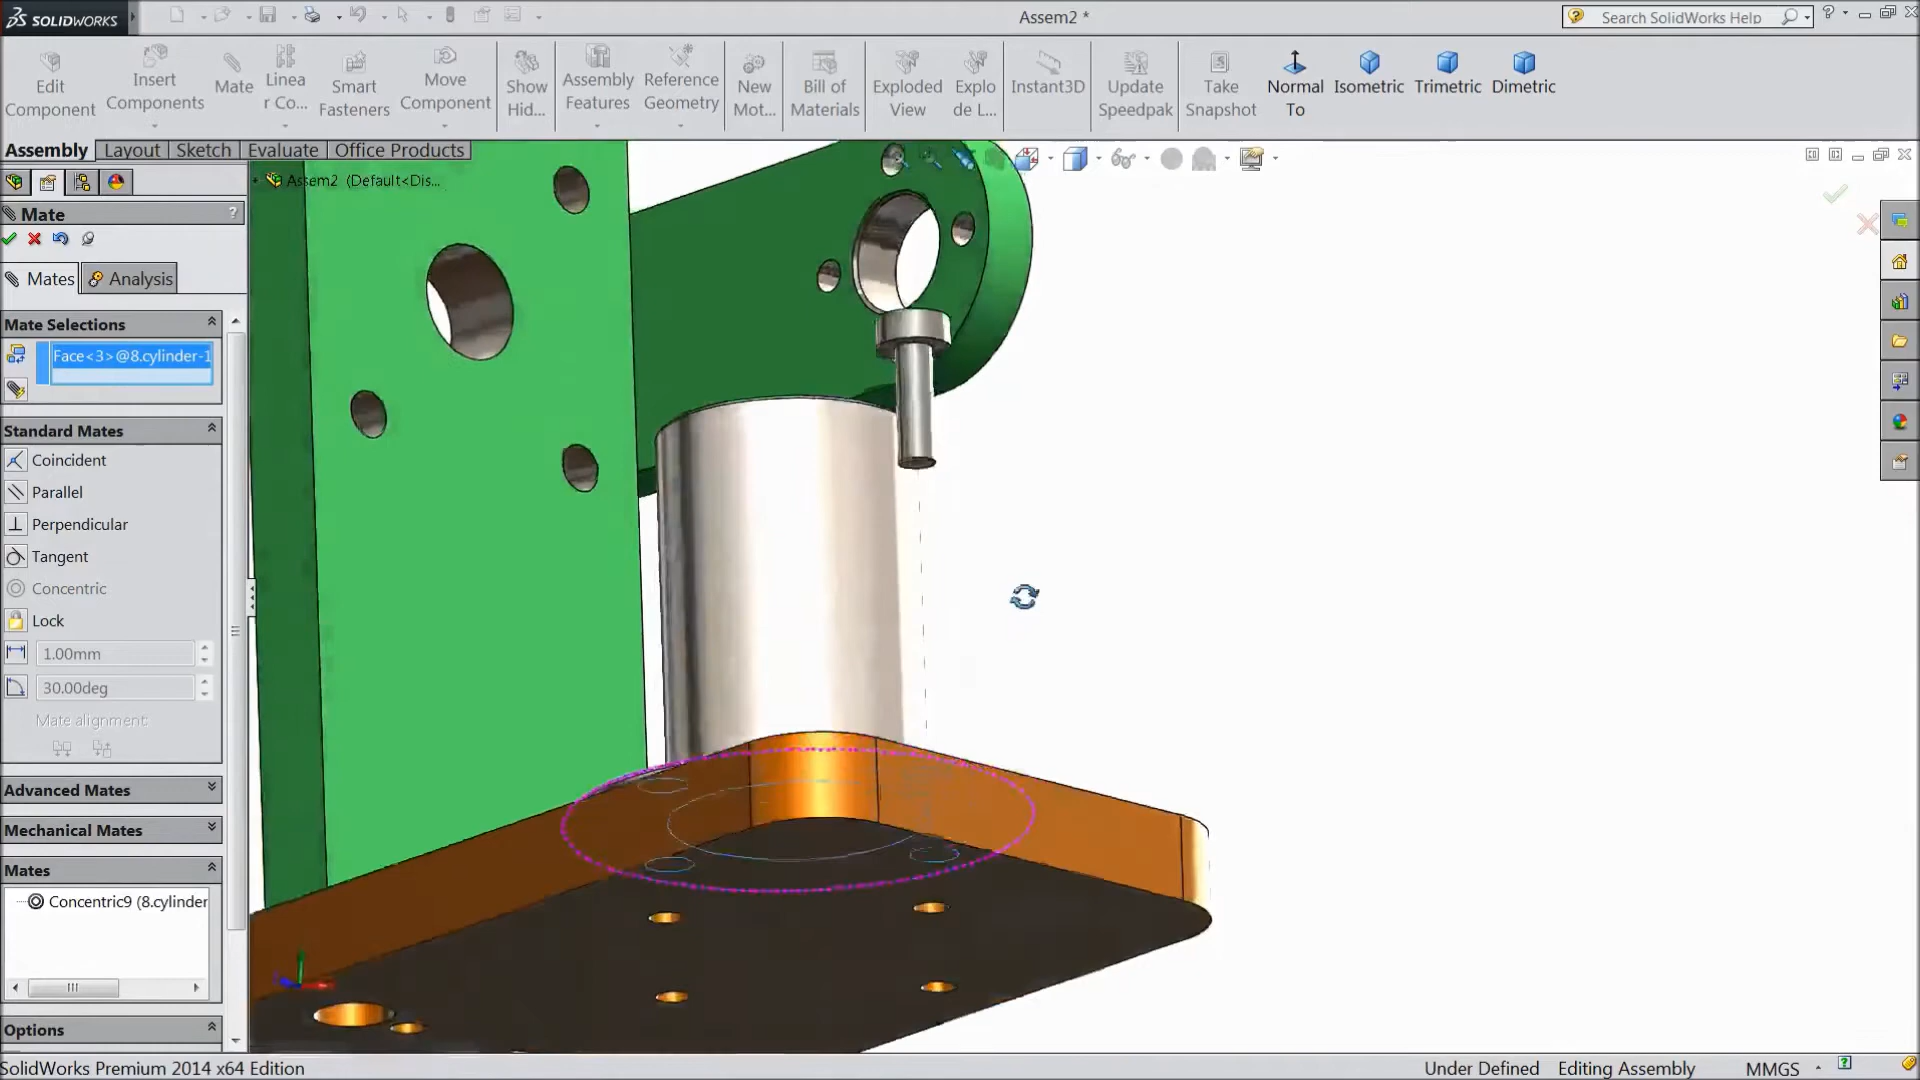 SOLIDWORKS
Assem2 *
Search SolidWorks Help
Edit Component
Insert Components
Mate
Linea r Co...
Smart Fasteners
Move Component
Show Hid...
Assembly Features
Reference Geometry
New Mot...
Bill of Materials
Exploded View
Explo de L...
Instant3D
Update Speedpak
Take Snapshot
Normal To
Isometric
Trimetric
Dimetric
Assembly
Layout
Sketch
Evaluate
Office Products
Assem2 (Default<Dis...
Mate
?
Mates
Analysis
Mate Selections
Face<3>@8.cylinder-1
Standard Mates
Coincident
Parallel
Perpendicular
Tangent
Concentric
Lock
1.00mm
30.00deg
Mate alignment:
Advanced Mates
Mechanical Mates
Mates
Concentric9 (8.cylinder
Options
SolidWorks Premium 2014 x64 Edition
Under Defined
Editing Assembly
MMGS